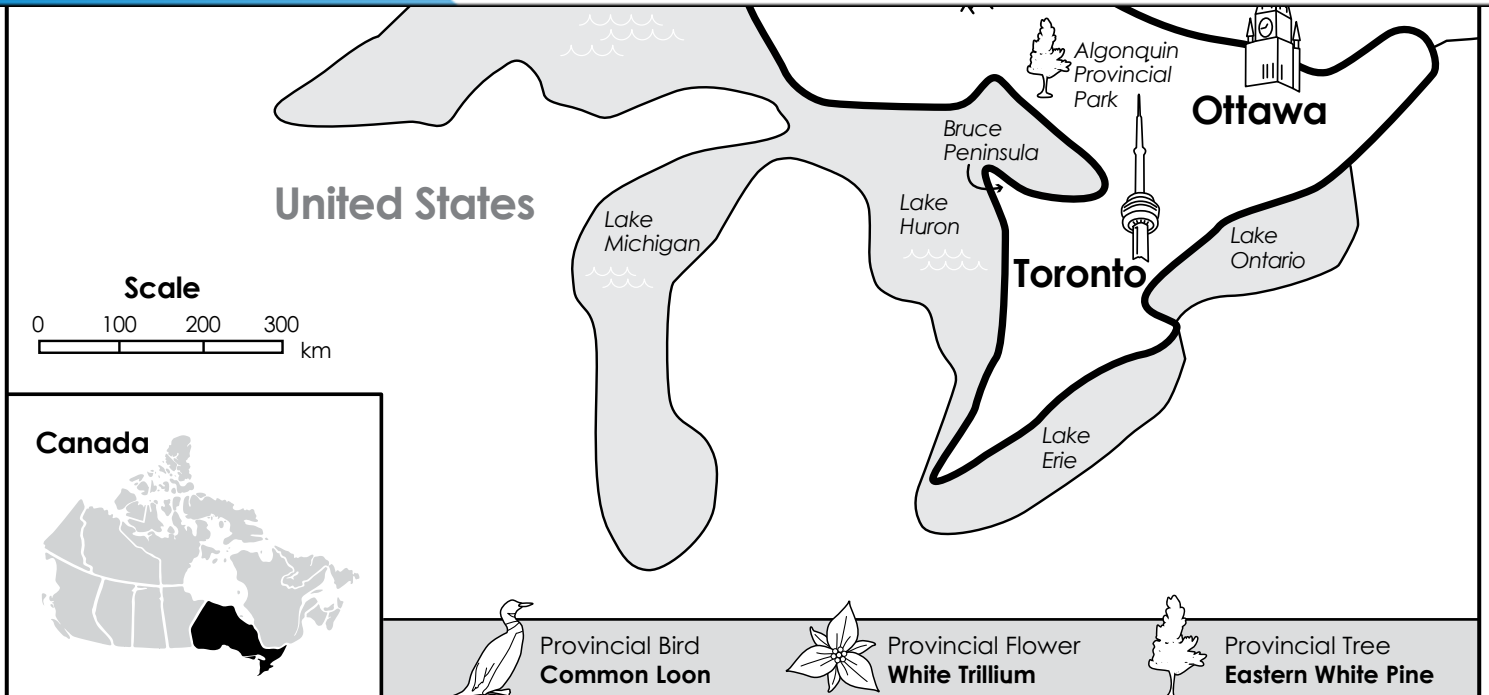 Algonquin
Provincial
Park
Ottawa
Bruce
Peninsula
United States
Lake
Michigan
Lake
Huron
Lake
Ontario
Toronto
Scale
0 100 200 300
km
Canada
Lake
Erie
Provincial Bird
Common Loon
Provincial Flower
White Trillium
Provincial Tree
Eastern White Pine